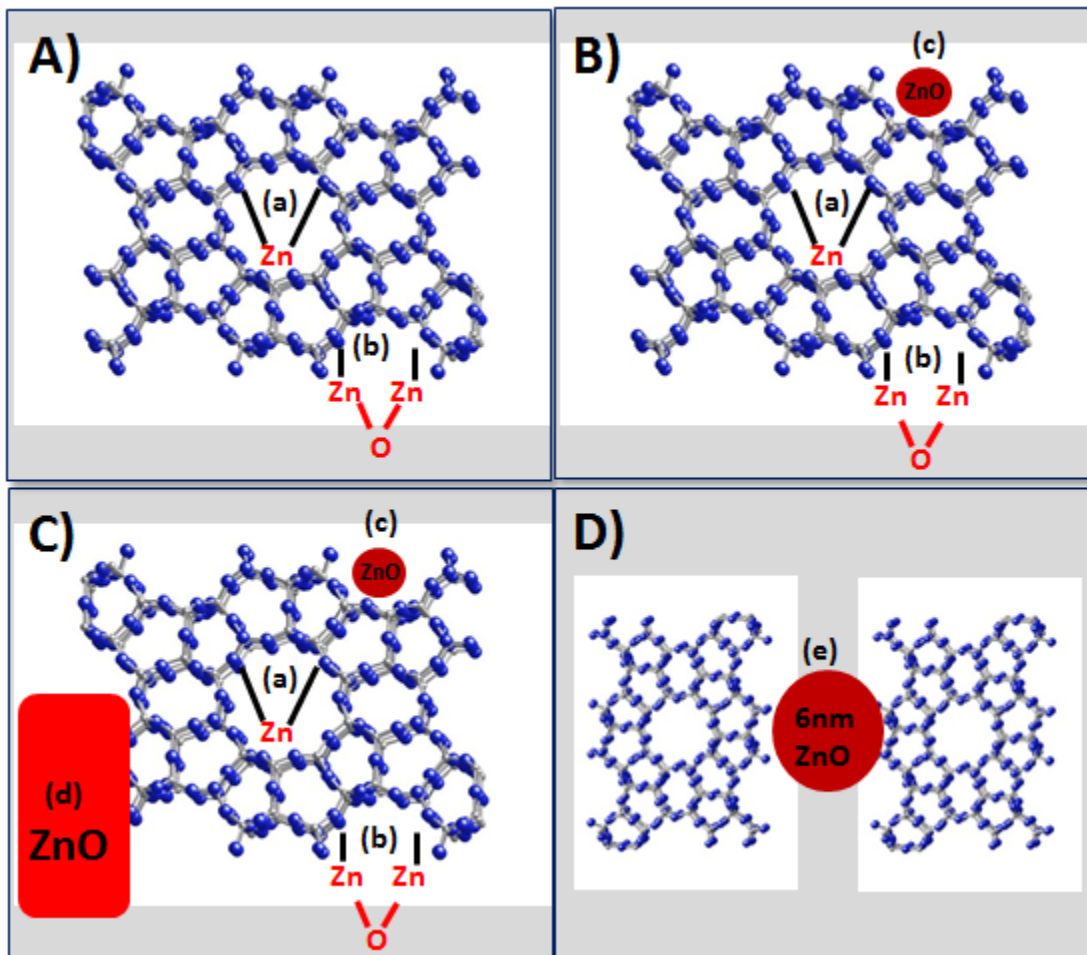 A)
(a)
Zn
(b)
Zn Zn
O
B)
(c)
ZnO
(a)
Zn
(b)
Zn Zn
O
C)
(c)
ZnO
(a)
Zn
(d)
ZnO
(b)
Zn Zn
O
D)
(e)
6nm
ZnO